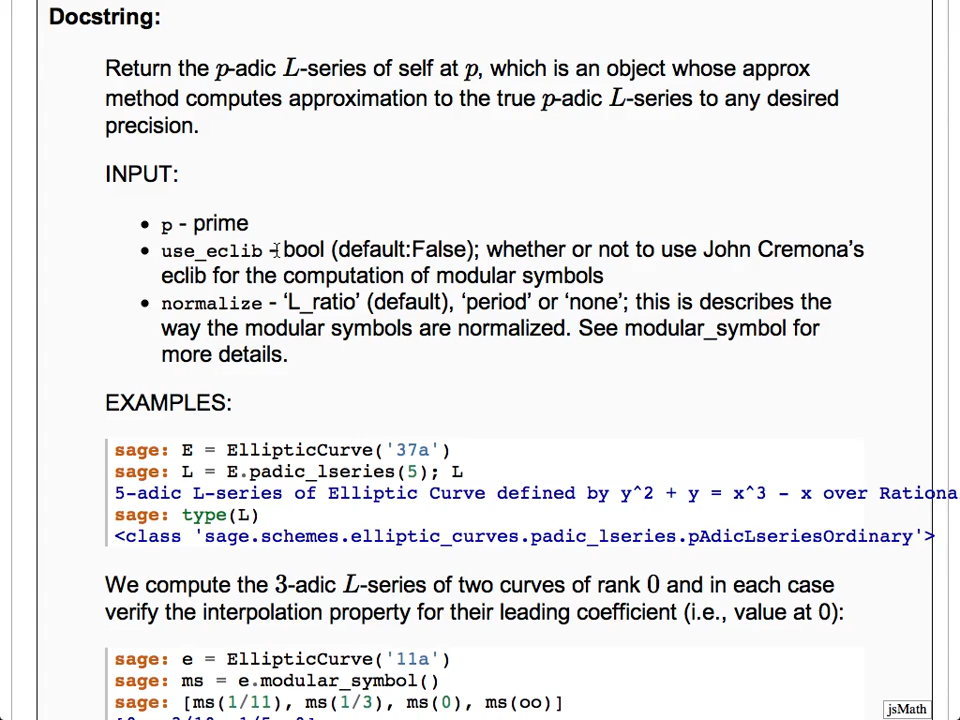 Docstring:
Return the p-adic L-series of self at p, which is an object whose approx
method computes approximation to the true p-adic L-series to any desired
precision.
INPUT:
• p - prime
• use_eclib - bool (default:False); whether or not to use John Cremona’s
eclib for the computation of modular symbols
• normalize - ‘L_ratio’ (default), ‘period’ or ‘none’; this is describes the
way the modular symbols are normalized. See modular_symbol for
more details.
EXAMPLES:
sage: E = EllipticCurve('37a')
sage: L = E.padic_lseries(5); L
5-adic L-series of Elliptic Curve defined by y^2 + y = x^3 - x over Rationa
sage: type(L)
<class 'sage.schemes.elliptic_curves.padic_lseries.pAdicLseriesOrdinary'>
We compute the 3-adic L-series of two curves of rank 0 and in each case
verify the interpolation property for their leading coefficient (i.e., value at 0):
sage: e = EllipticCurve('11a')
sage: ms = e.modular_symbol()
sage: [ms(1/11), ms(1/3), ms(0), ms(oo)]
jsMath